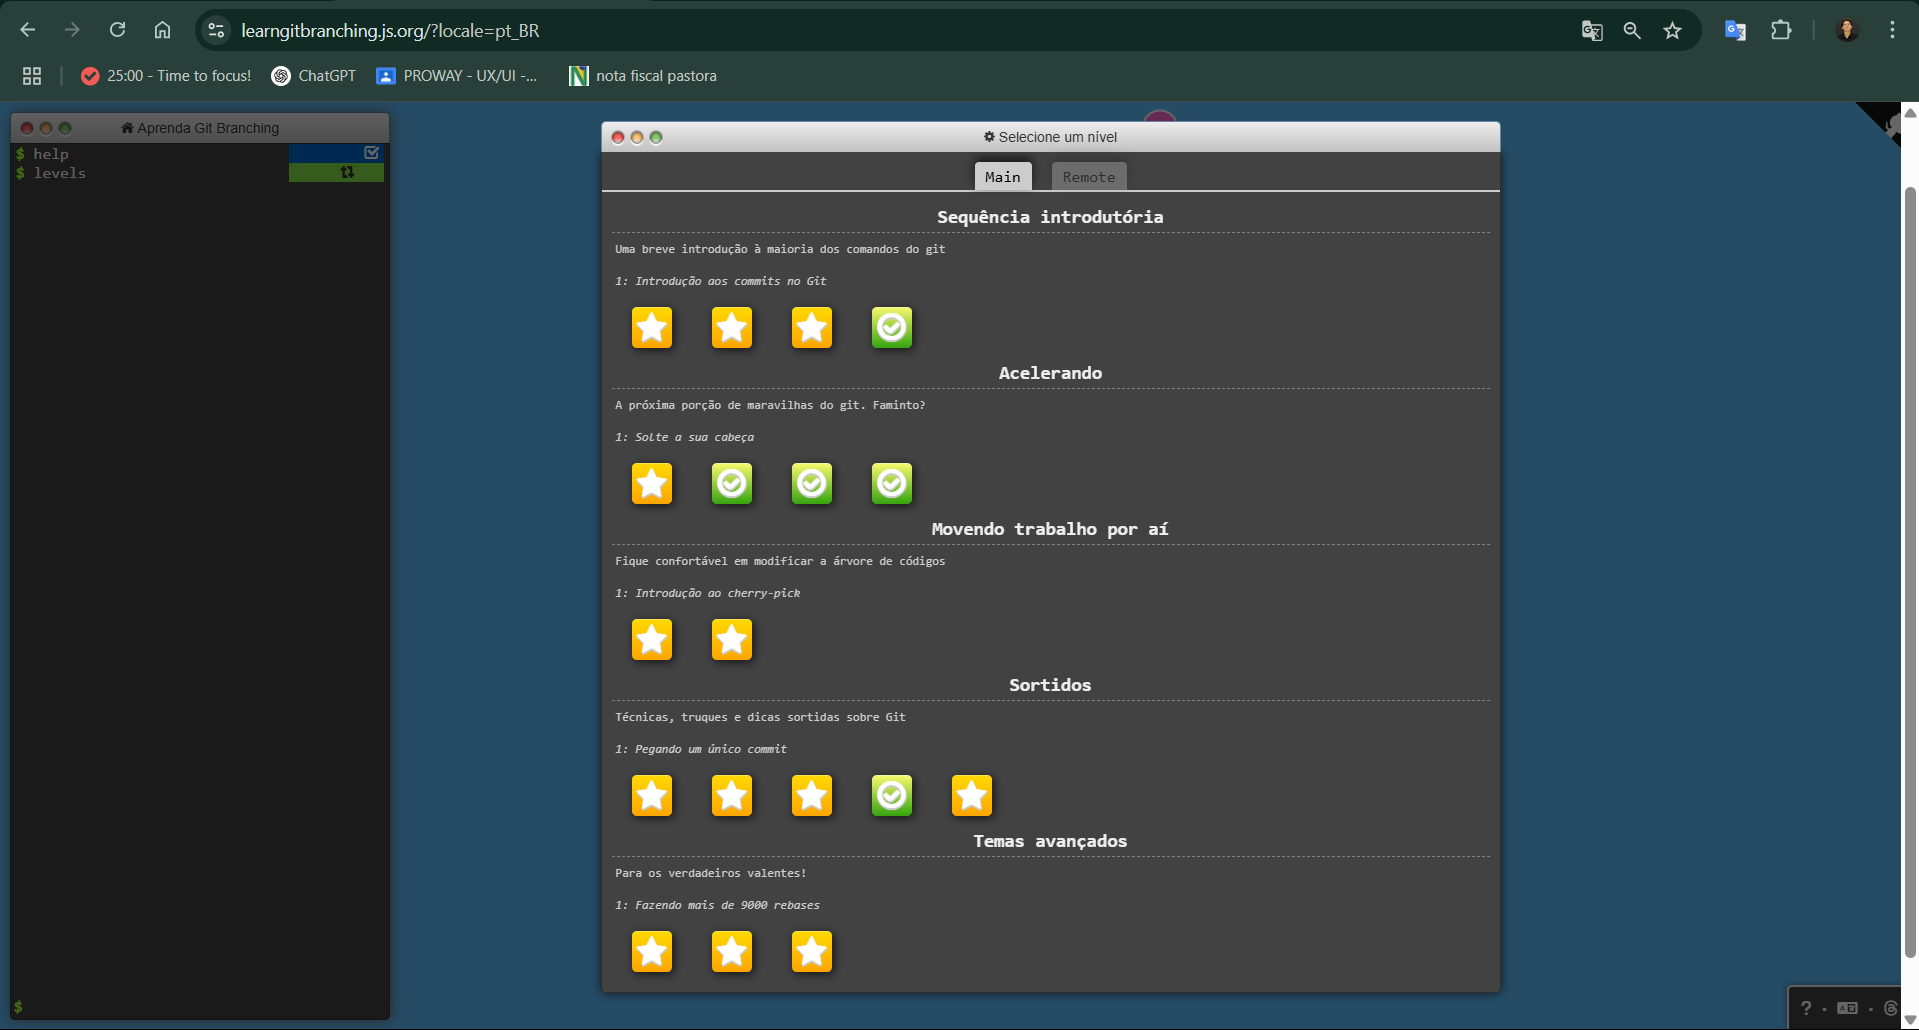 learngitbranching.js.org/?locale=pt_BR
25:00 - Time to focus!
ChatGPT
PROWAY - UX/UI -...
nota fiscal pastora
Aprenda Git Branching
$ help
$ levels
$
Selecione um nível
Main
Remote
Sequência introdutória
Uma breve introdução à maioria dos comandos do git
1: Introdução aos commits no Git
Acelerando
A próxima porção de maravilhas do git. Faminto?
1: Solte a sua cabeça
Movendo trabalho por aí
Fique confortável em modificar a árvore de códigos
1: Introdução ao cherry-pick
Sortidos
Técnicas, truques e dicas sortidas sobre Git
1: Pegando um único commit
Temas avançados
Para os verdadeiros valentes!
1: Fazendo mais de 9000 rebases
?